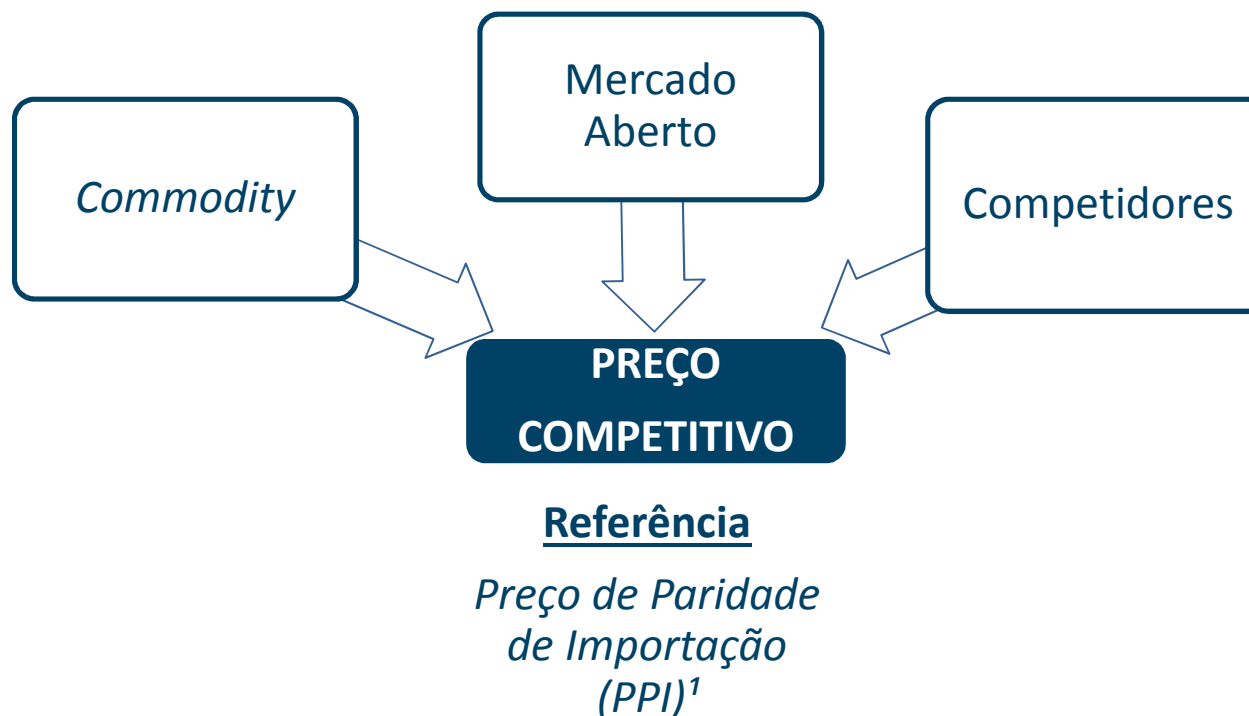 Commodity
Mercado
Aberto
Competidores
PREÇO
COMPETITIVO
Referência
Preço de Paridade
de Importação
(PPI)¹